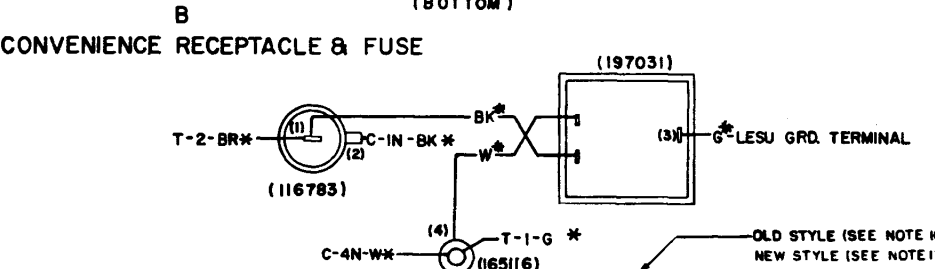 (BOTTOM)
B
CONVENIENCE RECEPTACLE & FUSE
(197031)
BK*
T-2-BR*
(1)
C-IN-BK*
(2)
(3)
G*-LESU GRD. TERMINAL
W*
(116783)
(4)
T-1-G *
C-4N-W*
(165116)
OLD STYLE (SEE NOTE
NEW STYLE (SEE NOTE